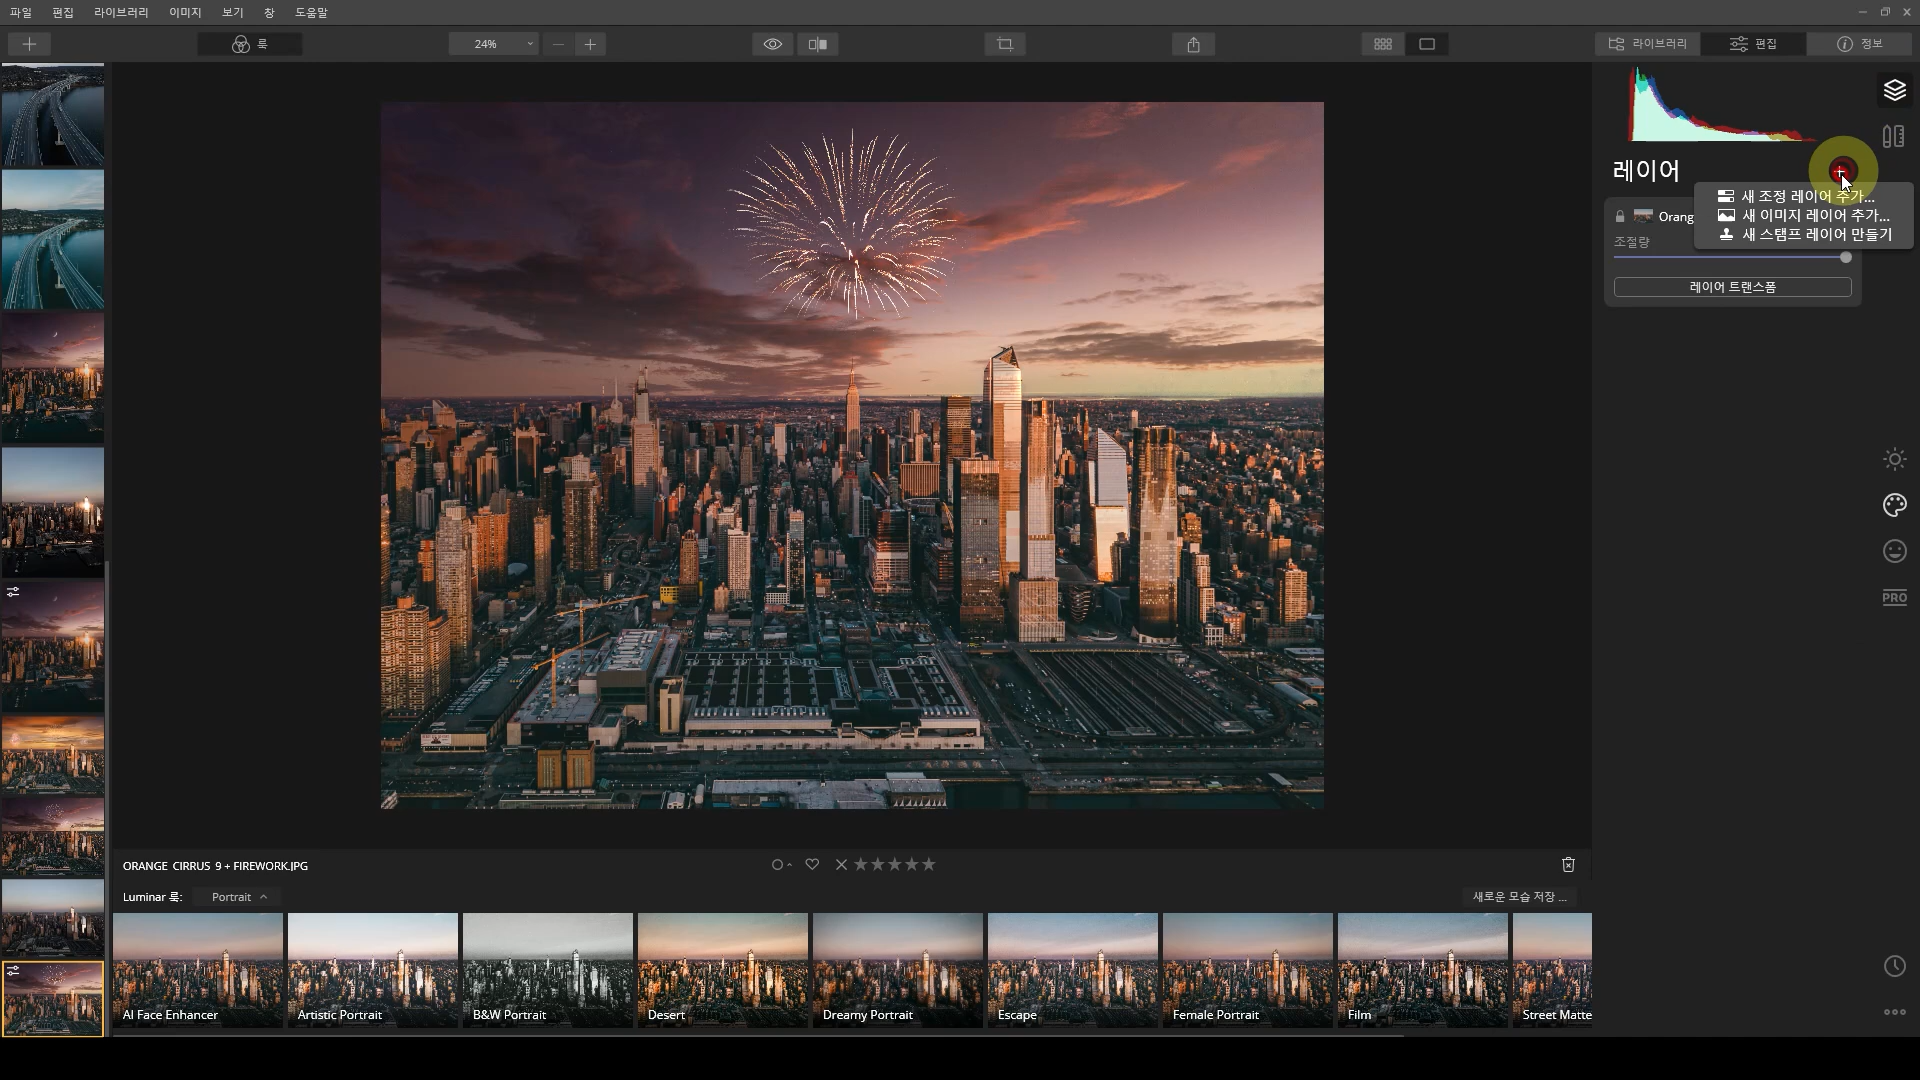 파일 편집 라이브러리 이미지 보기 창 도움말
룩 24% 라이브러리 편집 정보
레이어
새 조정 레이어 추가...
Orang 새 이미지 레이어 추가...
조절량 새 스탬프 레이어 만들기
레이어 트랜스폼
PRO
ORANGE CIRRUS 9 + FIREWORK.JPG
Luminar 룩: Portrait 새로운 모습 저장 ...
AI Face Enhancer Artistic Portrait B&W Portrait Desert Dreamy Portrait Escape Female Portrait Film Street Matte